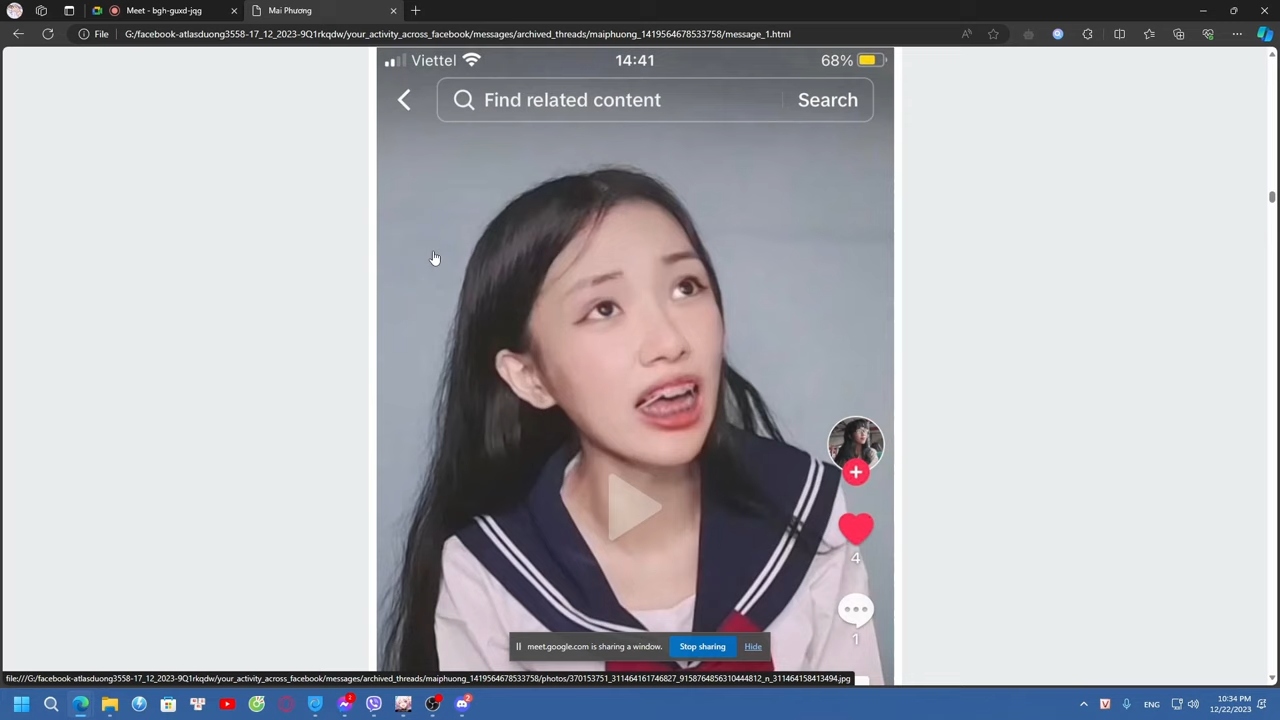 Meet - bgh-guxd-jqg
Mai Phương
File
G:/facebook-atlasduong3558-17_12_2023-9Q1rkqdw/your_activity_across_facebook/messages/archived_threads/maiphuong_1419564678533758/message_1.html
Viettel
14:41
68%
Find related content
Search
4
1
meet.google.com is sharing a window.
Stop sharing
Hide
file:///G:/facebook-atlasduong3558-17_12_2023-9Q1rkqdw/your_activity_across_facebook/messages/archived_threads/maiphuong_1419564678533758/photos/370153751_311464161746827_9158764856310444812_n_311464158413494.jpg
2
2
V
ENG
10:34 PM
12/22/2023